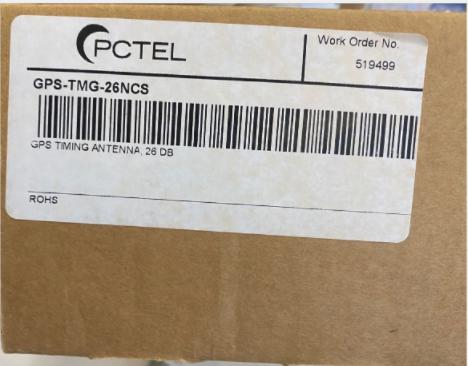 PCTEL
Work Order No.
519499
GPS-TMG-26NCS
GPS TIMING ANTENNA, 26 DB
ROHS